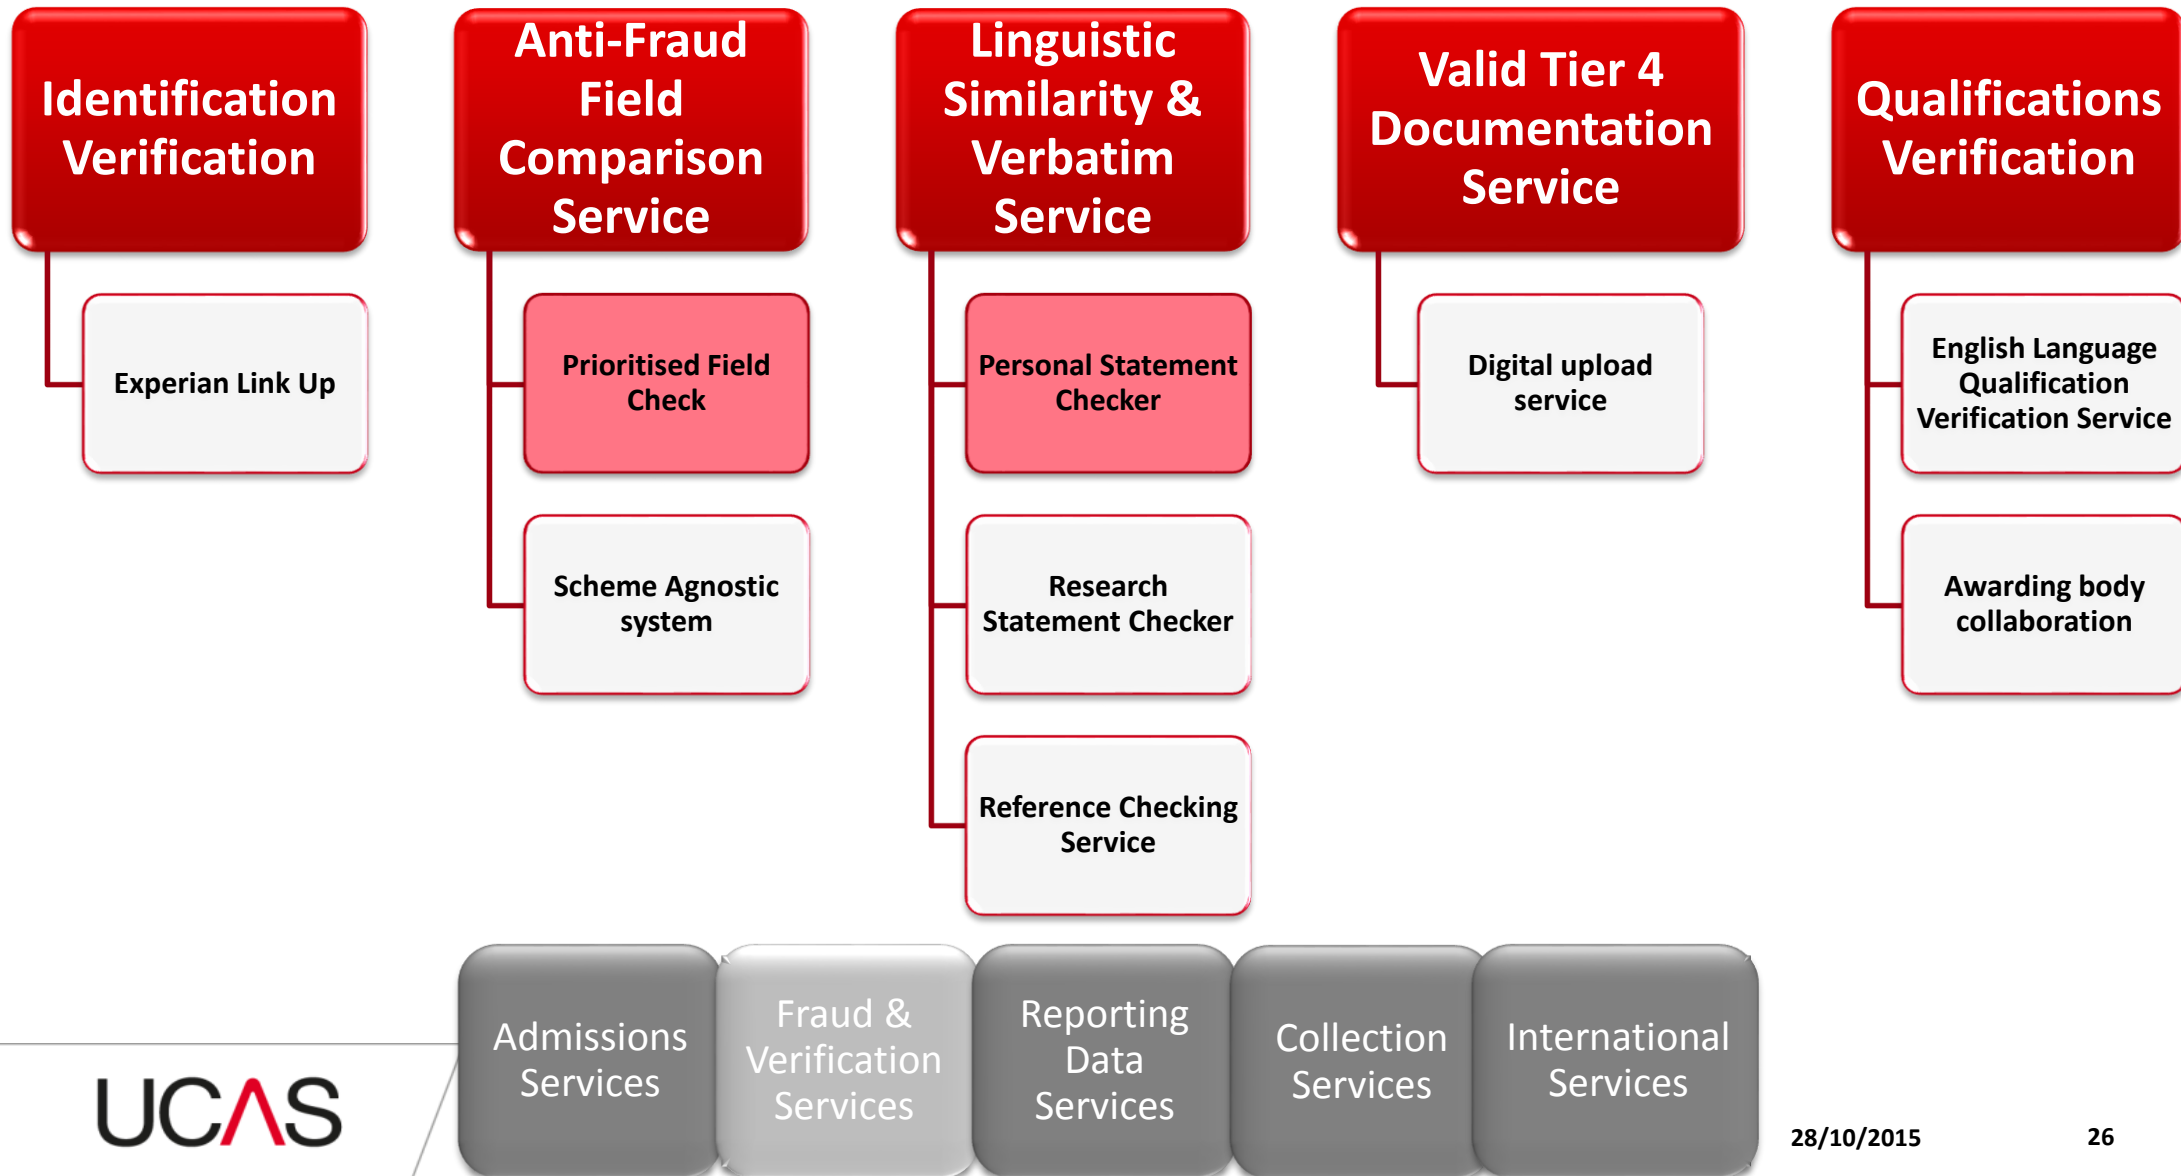 Identification
Verification
Experian Link Up
Anti-Fraud
Field
Comparison
Service
Prioritised Field
Check
Scheme Agnostic
system
Linguistic
Similarity &
Verbatim
Service
Personal Statement
Checker
Research
Statement Checker
Reference Checking
Service
Valid Tier 4
Documentation
Service
Digital upload
service
Qualifications
Verification
English Language
Qualification
Verification Service
Awarding body
collaboration
UCAS
Admissions
Services
Fraud &
Verification
Services
Reporting
Data
Services
Collection
Services
International
Services
28/10/2015
26